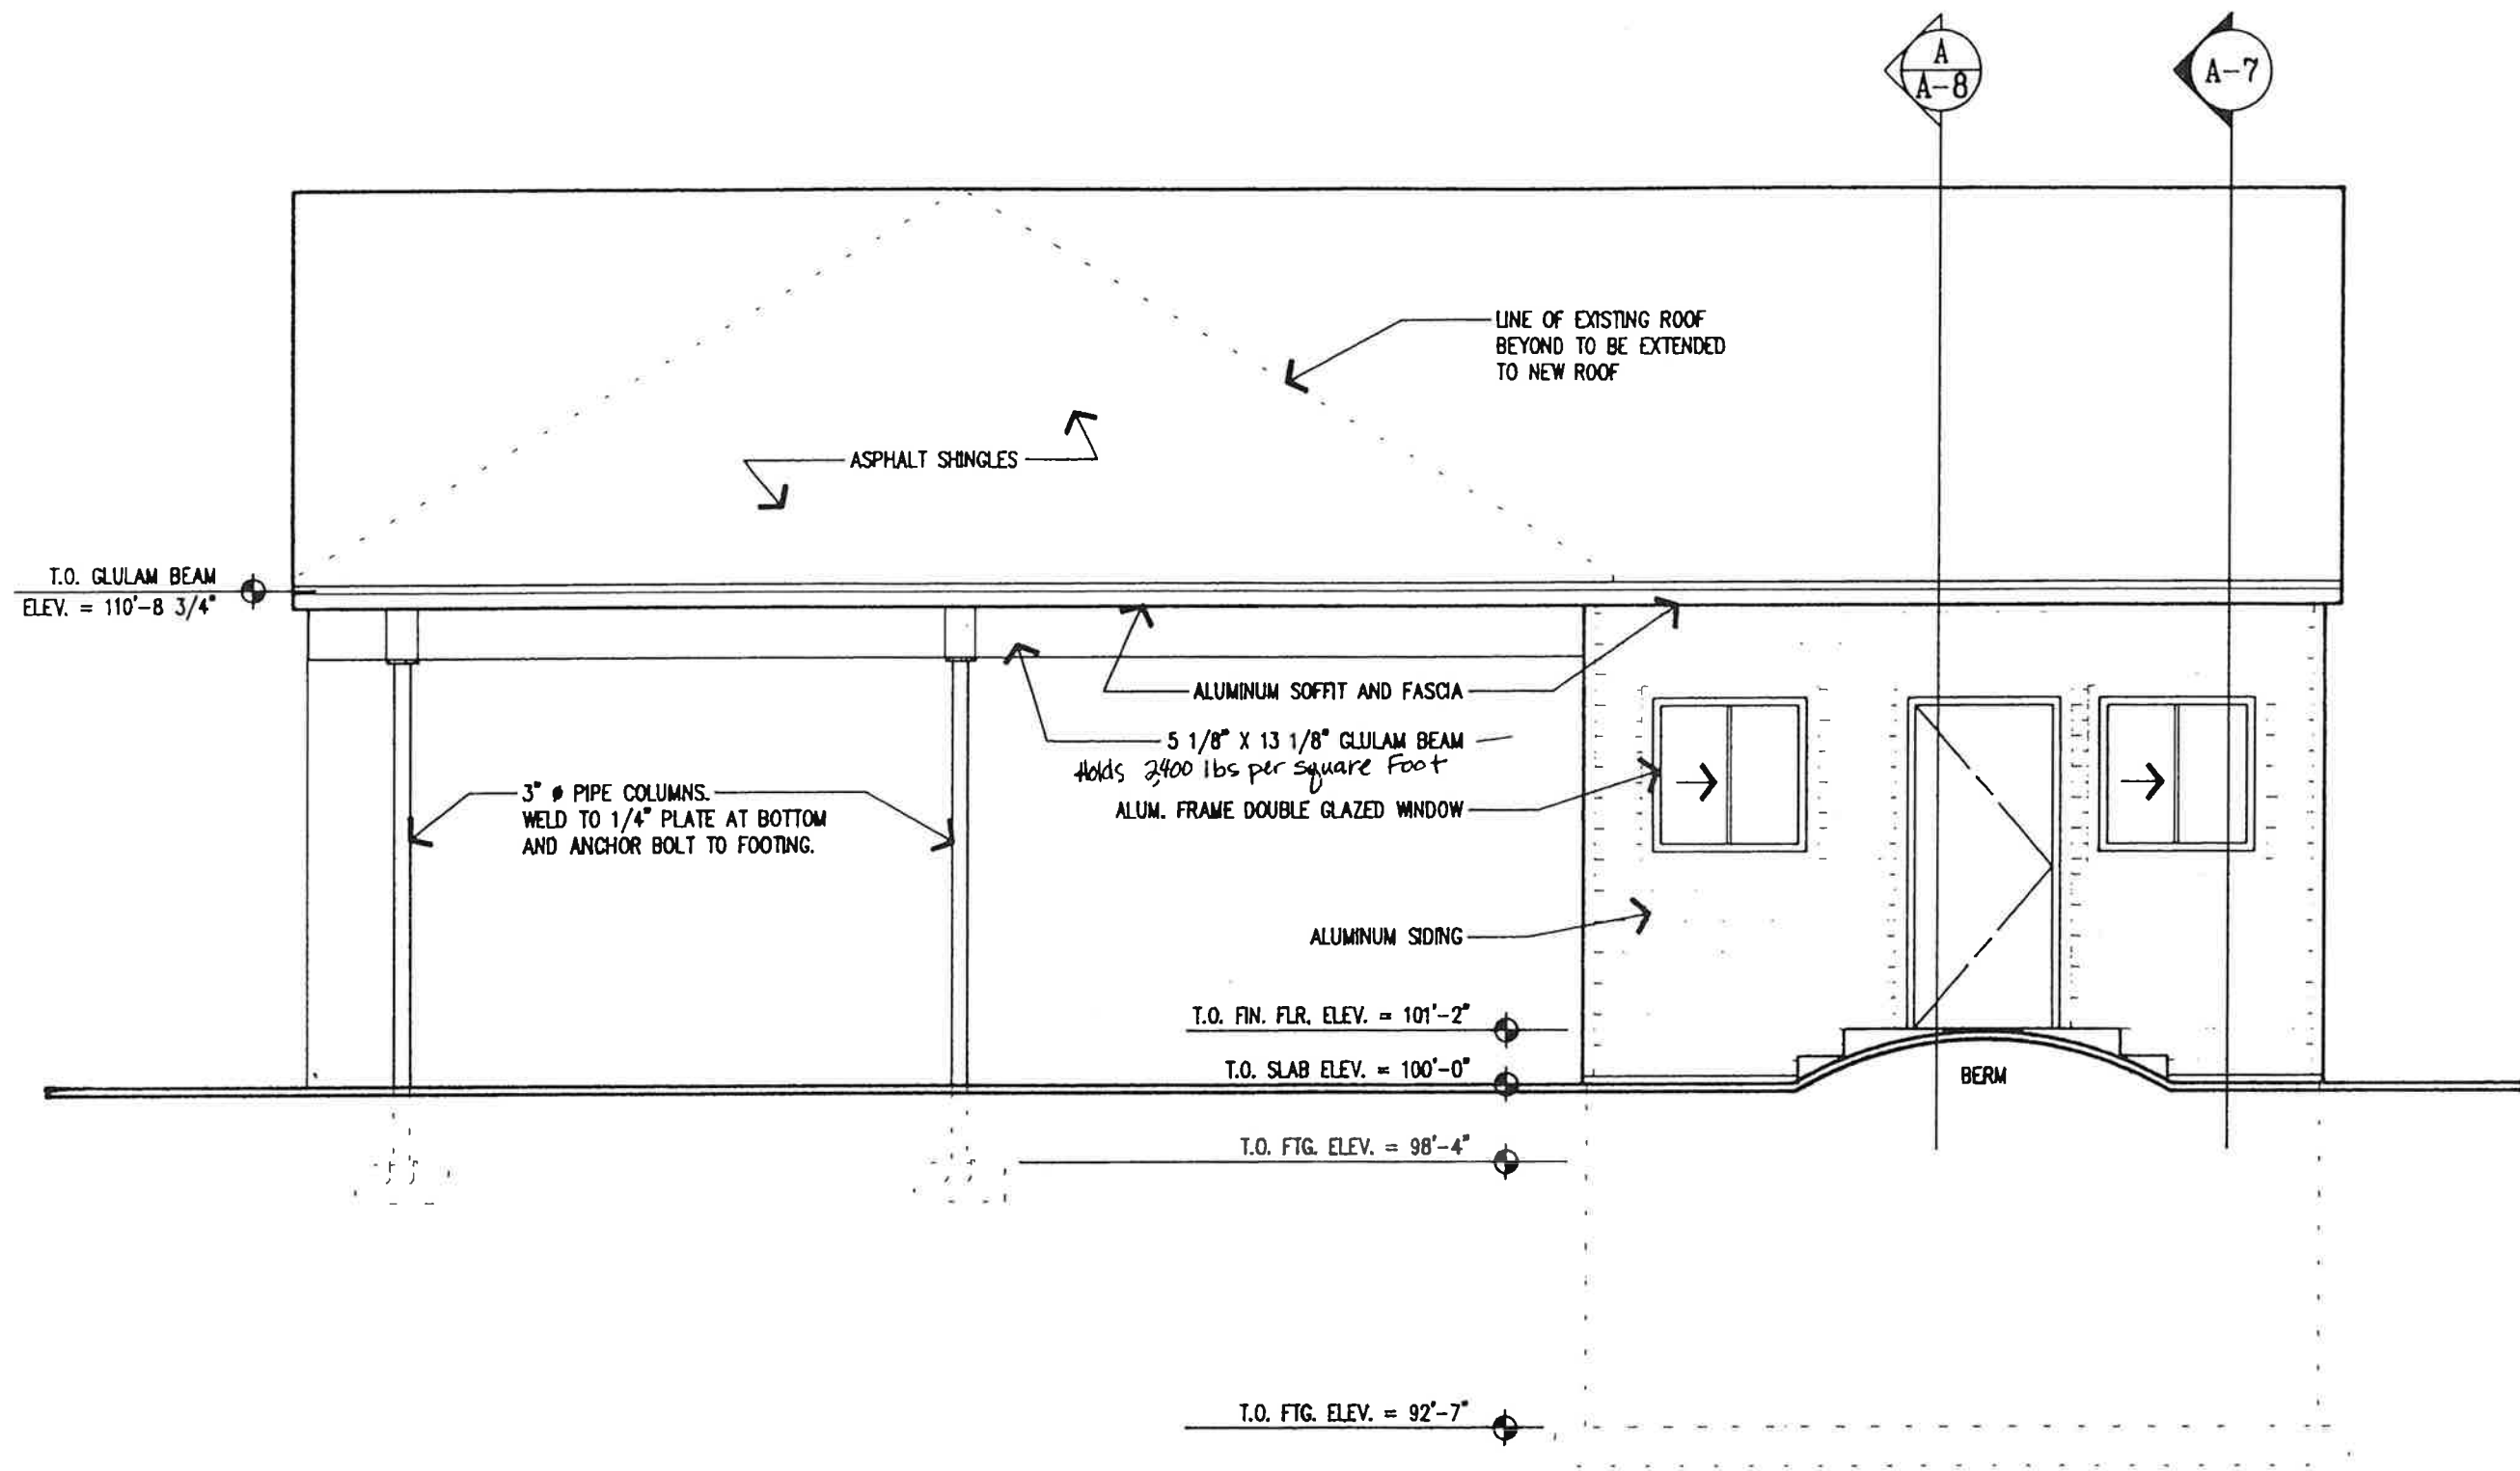 A
A-8
A-7
LINE OF EXISTING ROOF
BEYOND TO BE EXTENDED
TO NEW ROOF
ASPHALT SHINGLES
T.O. GLULAM BEAM
ELEV. = 110'-8 3/4"
ALUMINUM SOFFIT AND FASCIA
5 1/8" X 13 1/8" GLULAM BEAM
Holds 2,400 lbs per square Foot
3" ø PIPE COLUMNS.
WELD TO 1/4" PLATE AT BOTTOM
AND ANCHOR BOLT TO FOOTING.
ALUM. FRAME DOUBLE GLAZED WINDOW
ALUMINUM SIDING
T.O. FIN. FLR. ELEV. = 101'-2"
T.O. SLAB ELEV. = 100'-0"
BERM
T.O. FTG. ELEV. = 98'-4"
T.O. FTG. ELEV. = 92'-7"